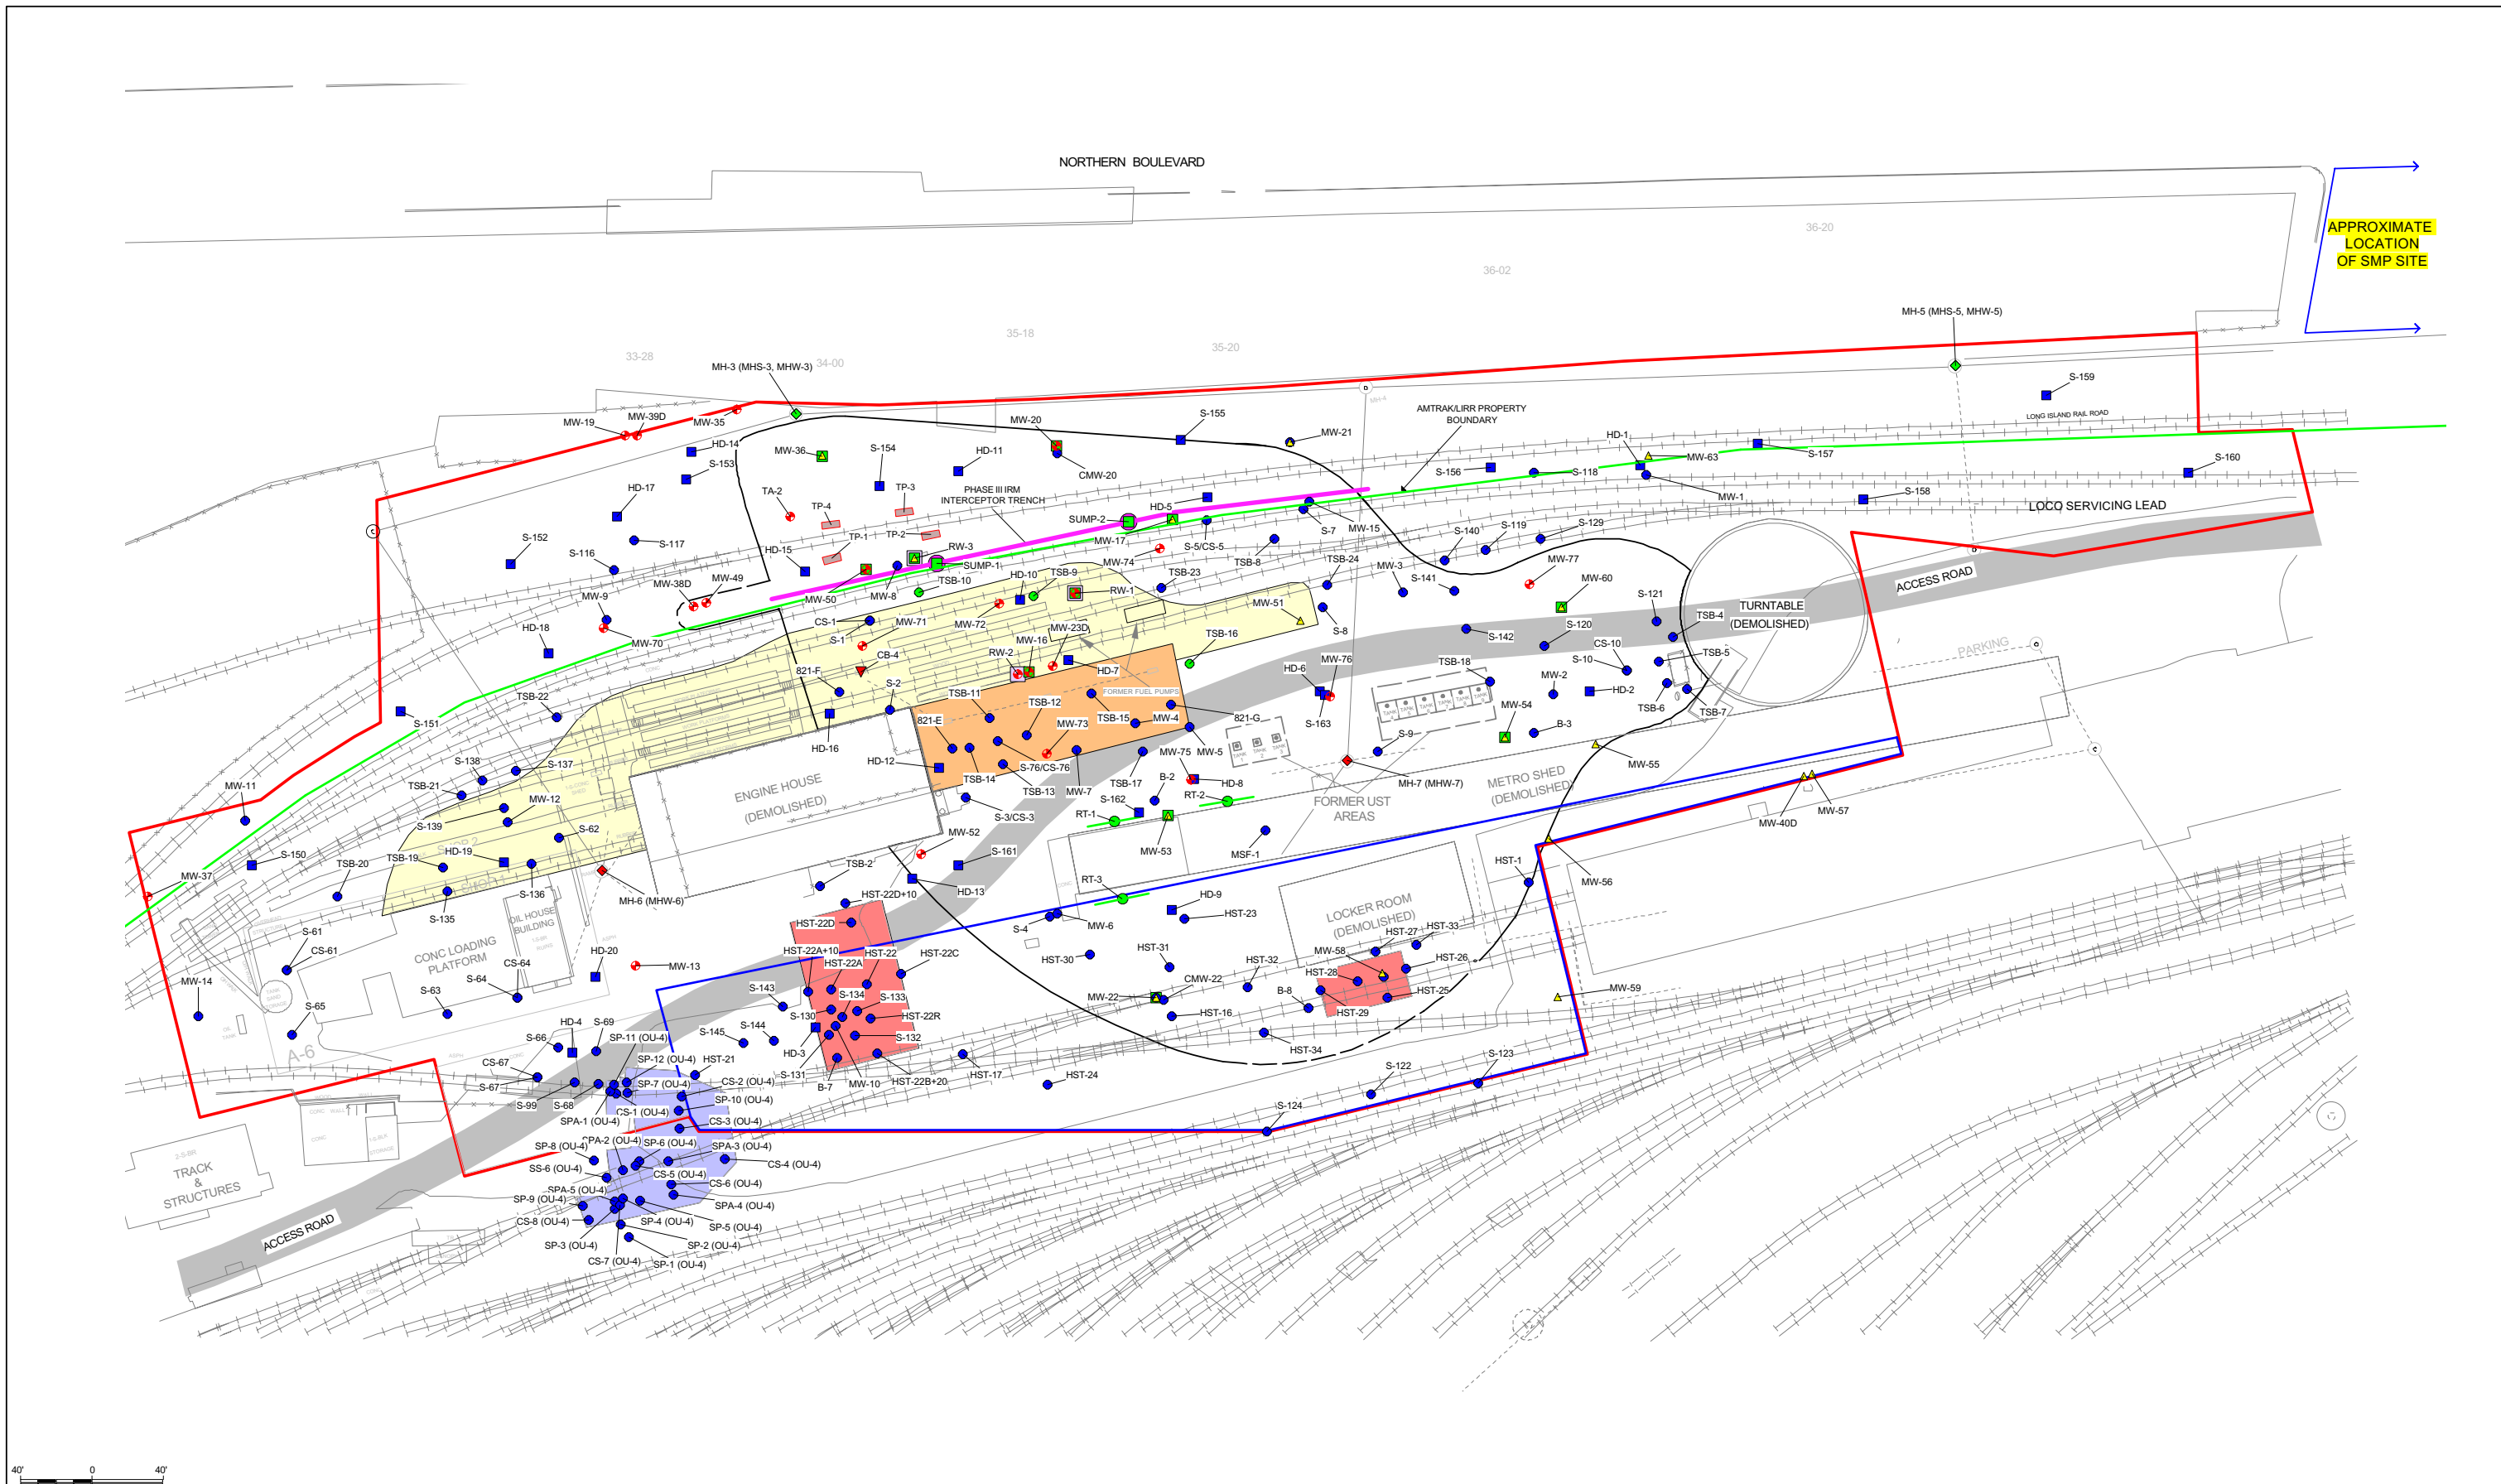 NORTHERN BOULEVARD
36-20
APPROXIMATE
LOCATION
OF SMP SITE
36-02
35-18
35-20
33-28
34-00
MH-5 (MHS-5, MHW-5)
MH-3 (MHS-3, MHW-3)
MH-4
S-159
MW-19
MW-39D
MW-35
MW-20
S-155
AMTRAK/LIRR PROPERTY
BOUNDARY
LONG ISLAND RAIL ROAD
HD-14
MW-36
S-154
HD-11
CMW-20
MW-21
HD-1
MW-63
S-157
S-153
S-156
S-118
MW-1
S-160
S-158
HD-17
TA-2
TP-4
TP-3
PHASE III IRM
INTERCEPTOR TRENCH
HD-5
SUMP-2
LOCO SERVICING LEAD
S-7
MW-15
S-140
S-119
S-129
S-152
S-116
S-117
HD-15
TP-1
TP-2
RW-3
SUMP-1
MW-17
S-5/CS-5
MW-74
TSB-8
TSB-24
MW-3
S-141
MW-77
MW-60
ACCESS ROAD
MW-38D
MW-49
MW-50
MW-8
TSB-10
HD-10
TSB-9
RW-1
TSB-23
MW-51
S-8
S-142
S-120
S-121
TSB-4
TURNTABLE
(DEMOLISHED)
MW-9
MW-70
HD-18
CS-1
S-1
MW-71
MW-72
MW-16
MW-23D
RW-2
HD-7
TSB-16
CS-10
S-10
TSB-5
PARKING
CB-4
821-F
S-2
TSB-11
TSB-12
FORMER FUEL PUMPS
HD-6
MW-76
S-163
TSB-18
MW-2
HD-2
TSB-6
TSB-7
S-151
TSB-22
HD-16
821-E
MW-73
TSB-15
MW-4
821-G
MW-5
MW-54
B-3
S-9
MW-55
HD-12
TSB-14
S-76/CS-76
TSB-13
MW-7
TSB-17
MW-75
HD-8
MH-7 (MHW-7)
METRO SHED
(DEMOLISHED)
S-138
S-137
TSB-21
ENGINE HOUSE
(DEMOLISHED)
S-3/CS-3
B-2
S-162
RT-2
RT-1
FORMER UST
AREAS
MW-57
MW-40D
MW-11
S-139
MW-12
S-62
SHOP 2
MW-52
S-161
MW-53
MSF-1
MW-56
S-150
TSB-20
TSB-19
HD-19
SHOP 1
S-136
S-135
MH-6 (MHW-6)
TSB-2
HD-13
HST-22D+10
HST-22D
RT-3
HD-9
HST-23
MW-6
S-4
HST-1
LOCKER ROOM
(DEMOLISHED)
HST-33
HST-27
MW-37
OIL HOUSE
BUILDING
CONC LOADING
PLATFORM
S-61
CS-61
S-64
CS-64
HD-20
MW-13
HST-22A+10
HST-22A
HST-22
HST-22C
HST-30
HST-31
HST-32
MW-58
HST-28
HST-26
HST-25
HST-29
B-8
MW-59
MW-14
S-65
S-63
S-143
S-134
S-133
S-130
HST-22R
MW-22
CMW-22
HST-16
HST-34
A-6
S-66
HD-4
S-69
S-145
S-144
HD-3
S-132
S-131
B-7
MW-10
HST-22B+20
HST-17
HST-24
S-122
S-123
S-124
CS-67
S-67
S-99
S-68
SP-11 (OU-4)
SP-12 (OU-4)
HST-21
SP-7 (OU-4)
CS-2 (OU-4)
SP-10 (OU-4)
CS-1 (OU-4)
SPA-1 (OU-4)
CS-3 (OU-4)
SPA-2 (OU-4)
SP-6 (OU-4)
SP-8 (OU-4)
SPA-3 (OU-4)
CS-4 (OU-4)
SS-6 (OU-4)
CS-5 (OU-4)
CS-6 (OU-4)
SPA-5 (OU-4)
SPA-4 (OU-4)
SP-9 (OU-4)
CS-8 (OU-4)
SP-4 (OU-4)
SP-5 (OU-4)
SP-3 (OU-4)
SP-2 (OU-4)
CS-7 (OU-4)
SP-1 (OU-4)
2-S-BR
TRACK
&
STRUCTURES
ACCESS ROAD
40' 0 40'